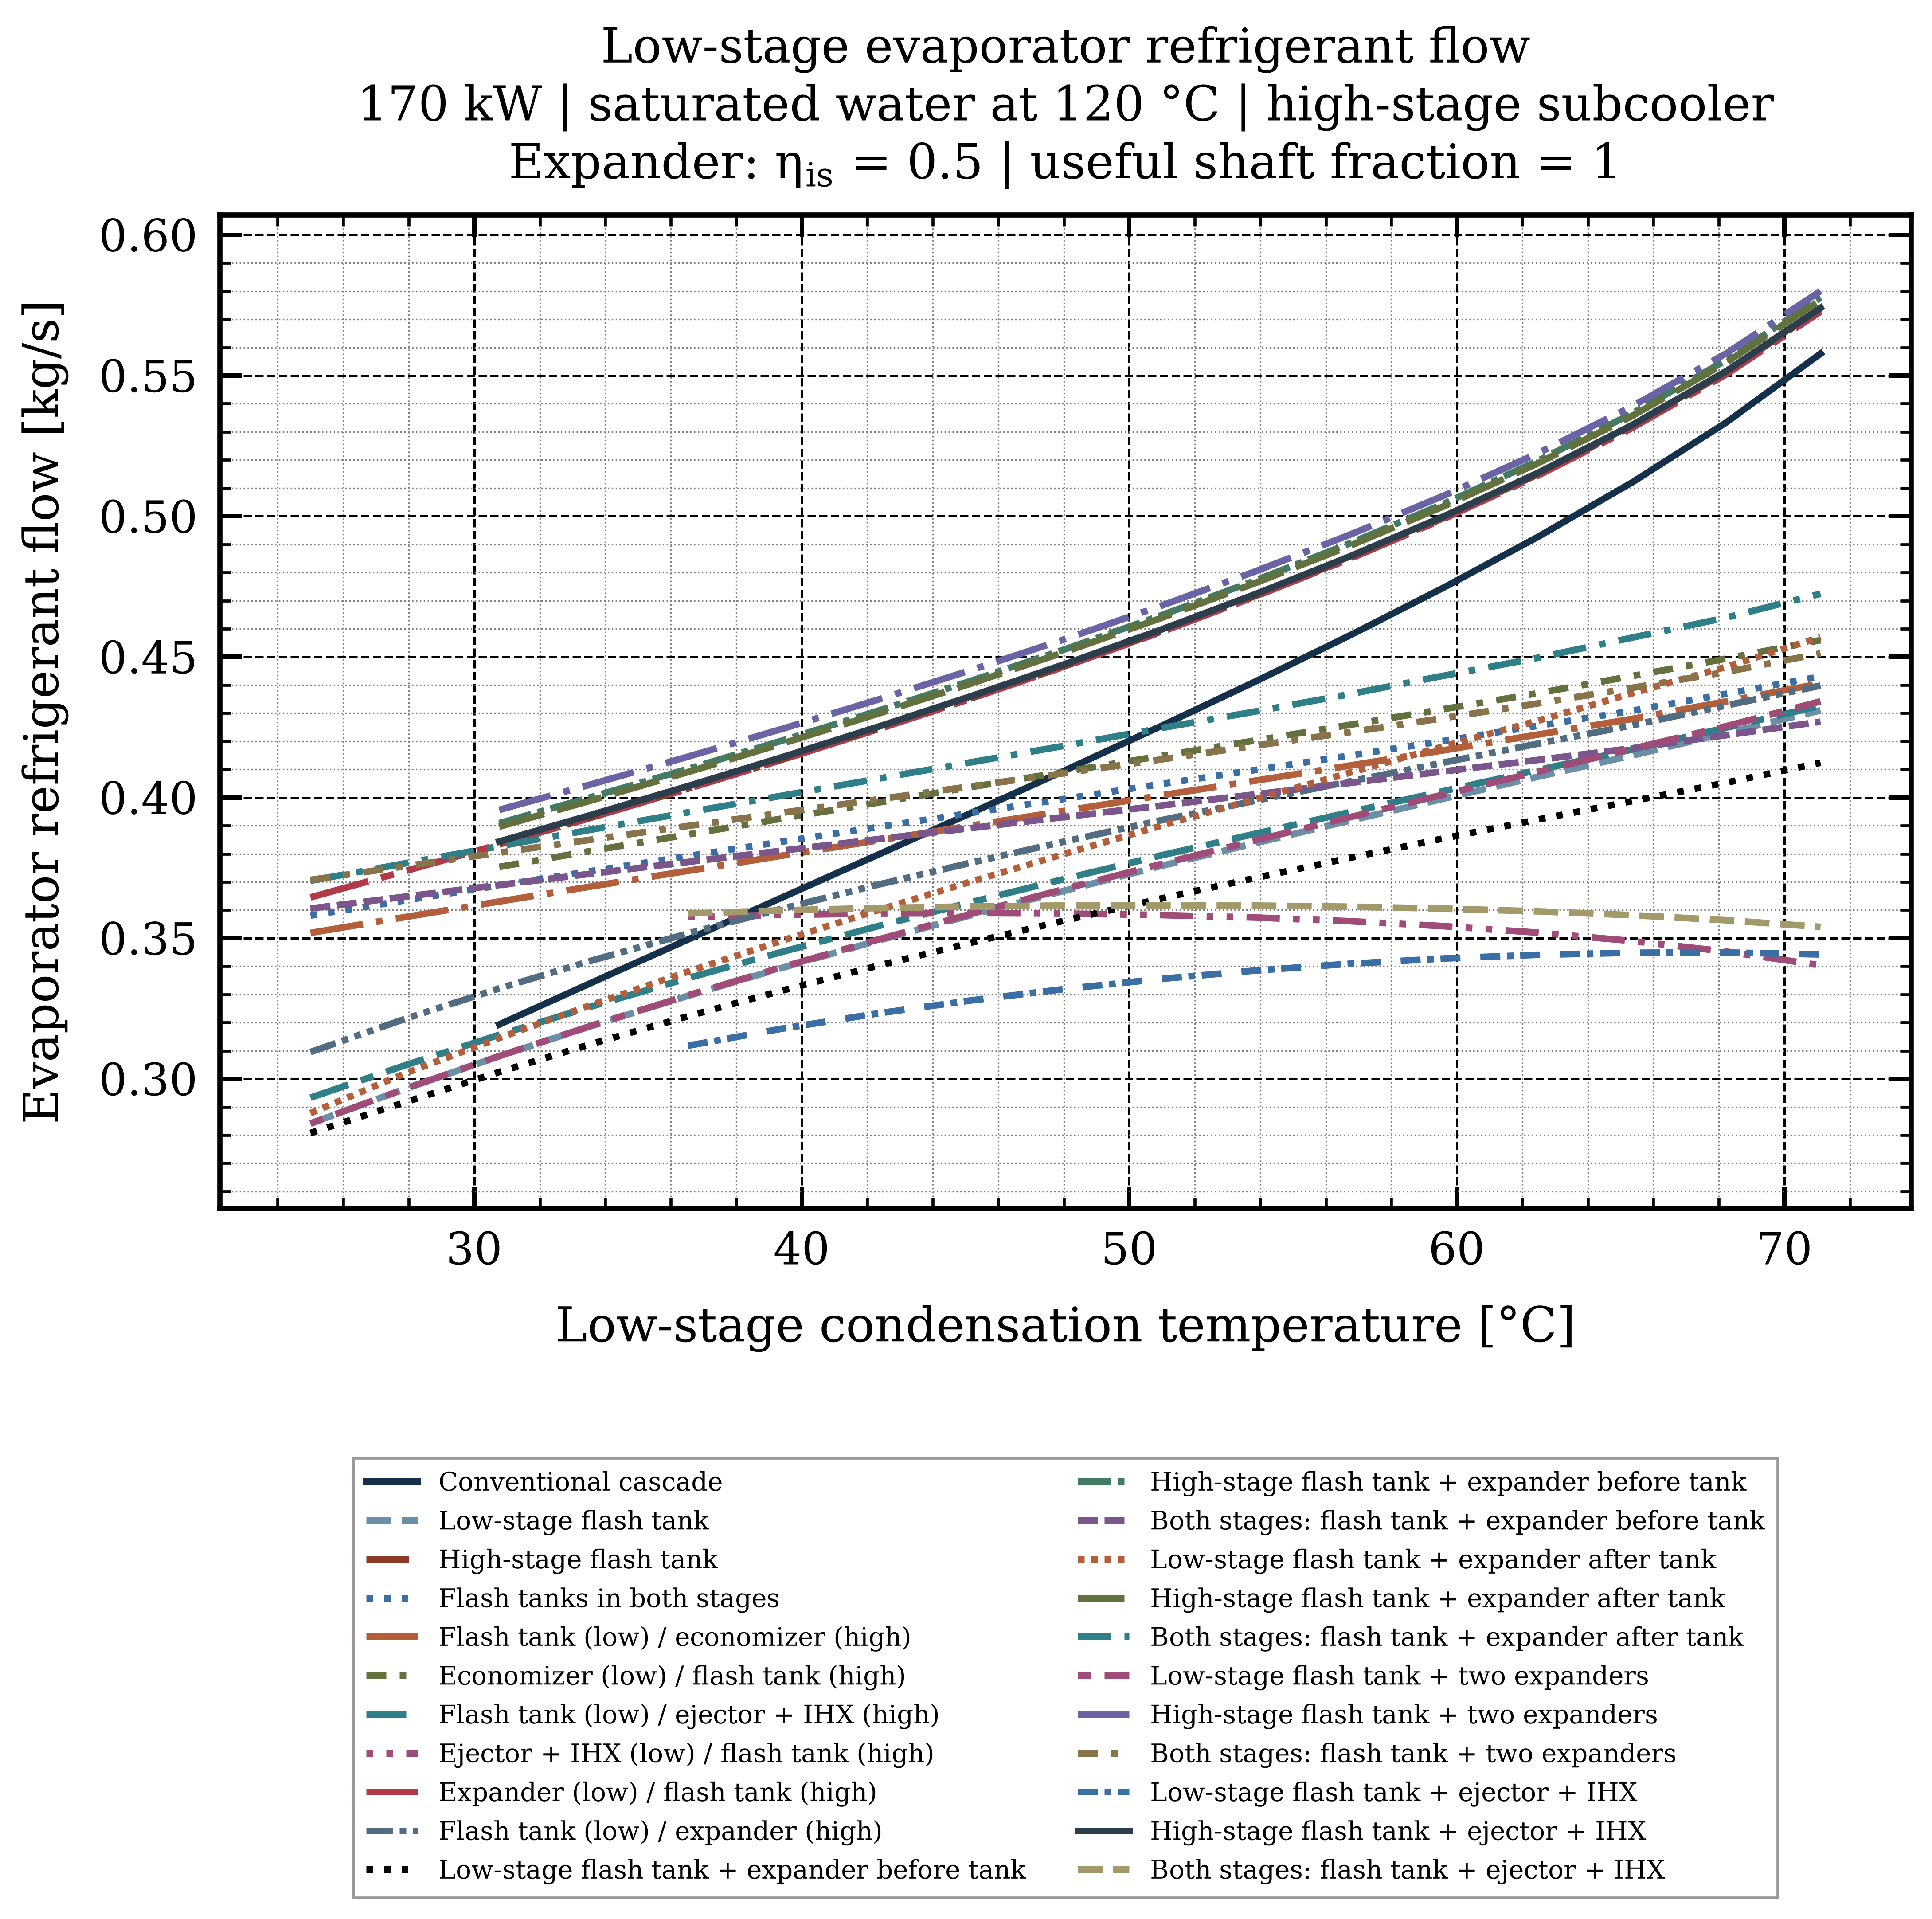 Low-stage evaporator refrigerant flow
170 kW | saturated water at 120 °C | high-stage subcooler
Expander: ηis = 0.5 | useful shaft fraction = 1
Evaporator refrigerant flow [kg/s]
0.60
0.55
0.50
0.45
0.40
0.35
0.30
30 40 50 60 70
Low-stage condensation temperature [°C]
Conventional cascade
Low-stage flash tank
High-stage flash tank
Flash tanks in both stages
Flash tank (low) / economizer (high)
Economizer (low) / flash tank (high)
Flash tank (low) / ejector + IHX (high)
Ejector + IHX (low) / flash tank (high)
Expander (low) / flash tank (high)
Flash tank (low) / expander (high)
Low-stage flash tank + expander before tank
High-stage flash tank + expander before tank
Both stages: flash tank + expander before tank
Low-stage flash tank + expander after tank
High-stage flash tank + expander after tank
Both stages: flash tank + expander after tank
Low-stage flash tank + two expanders
High-stage flash tank + two expanders
Both stages: flash tank + two expanders
Low-stage flash tank + ejector + IHX
High-stage flash tank + ejector + IHX
Both stages: flash tank + ejector + IHX